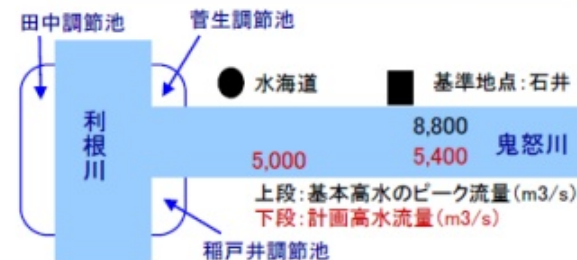 田中調節池
菅生調節池
水海道
基準地点:石井
利根川
8,800
5,000
5,400
鬼怒川
上段:基本高水のピーク流量(m3/s)
下段:計画高水流量(m3/s)
稲戸井調節池